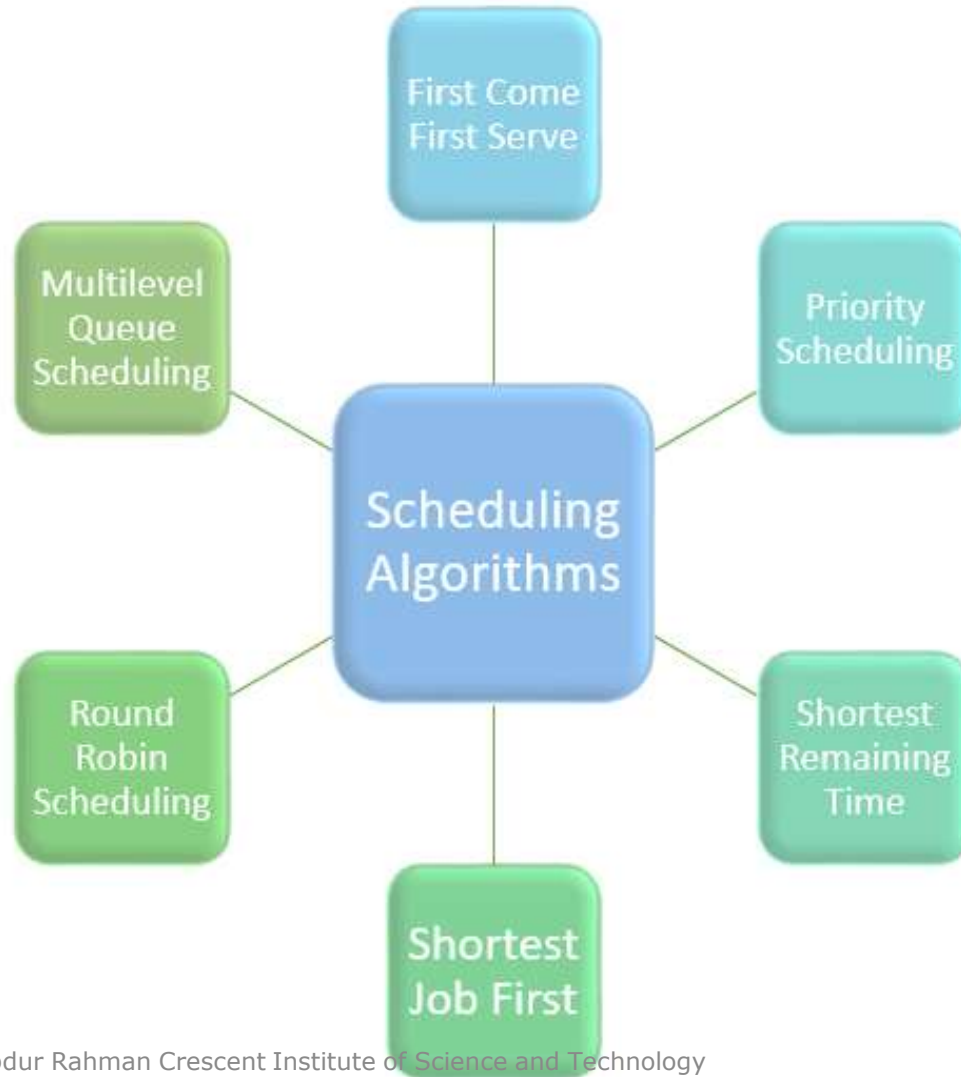 First Come
First Serve
Multilevel
Queue
Scheduling
Priority
Scheduling
Scheduling
Algorithms
Round
Robin
Scheduling
Shortest
Remaining
Time
Shortest
Job First
Rahman Crescent Institute of Science and Technology